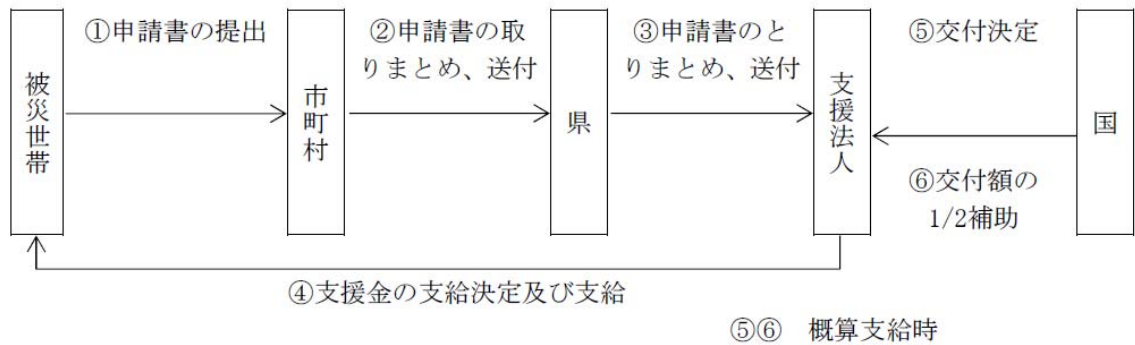 ①申請書の提出
②申請書の取
りまとめ、送付
③申請書のと
りまとめ、送付
⑤交付決定
被災世帯
市町村
県
支援法人
国
⑥交付額の
1/2補助
④支援金の支給決定及び支給
⑤⑥　概算支給時